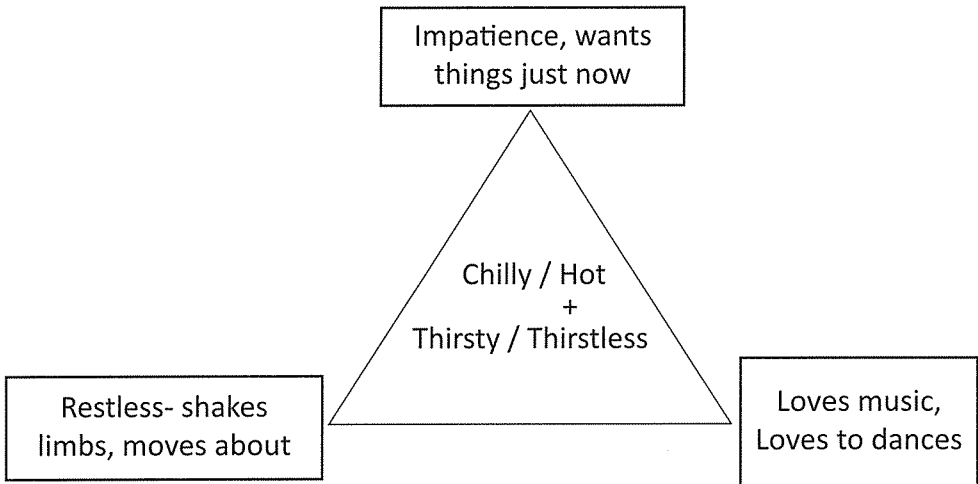 Impatience, wants
things just now
Chilly / Hot
+
Thirsty / Thirstless
Restless- shakes
limbs, moves about
Loves music,
Loves to dances